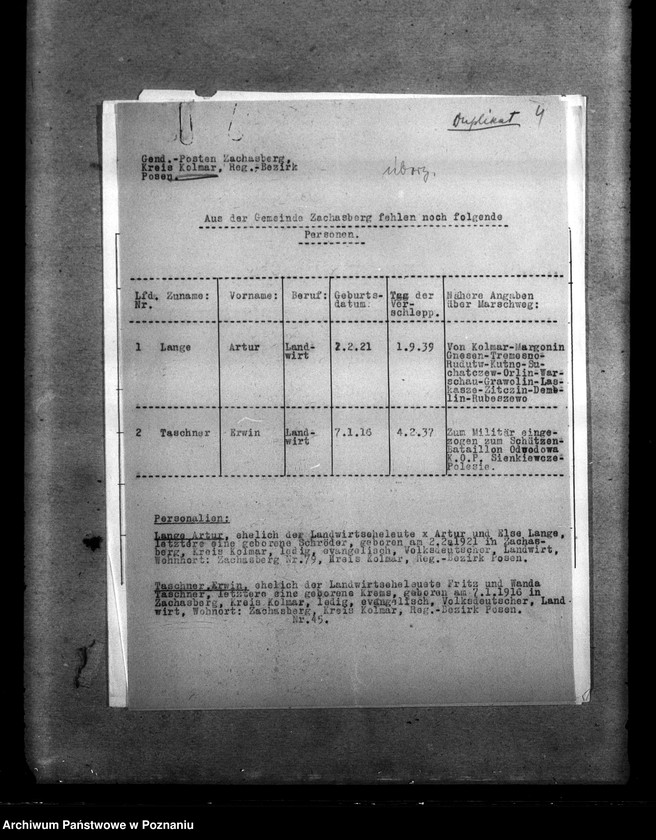 Duplikat 4
Gend.-Posten Zachasberg,
Kreis Kolmar, Reg.-Bezirk
Posen.
Aus der Gemeinde Zachasberg fehlen noch folgende
Personen.
Lfd. Zuname: Vorname: Beruf: Geburts- Tag der Nähere Angaben
Nr. datum: Ver- über Marschweg:
schlepp.
1 Lange Artur Land- 2.2.21 1.9.39 Von Kolmar-Margonin
wirt Gnesen-Tremesno-
Rudutw-Kutno-Su-
chatczew-Orlin-War-
schau-Grawolin-Las-
kasze-Zitczin-Demb-
lin-Rubeszewo
2 Taschner Erwin Land- 7.1.16 4.2.37 Zum Militär einge-
wirt zogen zum Schützen-
Bataillon Odwodowa
K.O.P. Sienkiewcze-
Polesie.
Personalien:
Lange Artur, ehelich der Landwirtseheleute x Artur und Else Lange,
letztere eine geborene Schröder, geboren am 2.2.1921 in Zachas-
berg, Kreis Kolmar, ledig, evangelisch, Volksdeutscher, Landwirt,
Wohnhort: Zachasberg Nr.79, Kreis Kolmar, Reg.-Bezirk Posen.
Taschner Erwin, ehelich der Landwirtseheleuete Fritz und Wanda
Taschner, letztere eine geborene Krems, geboren am 7.1.1916 in
Zachasberg, Kreis Kolmar, ledig, evangelisch, Volksdeutscher, Land-
wirt, Wohnort: Zachasberg, Kreis Kolmar, Reg.-Bezirk Posen.
Nr.45.
Archiwum Państwowe w Poznaniu